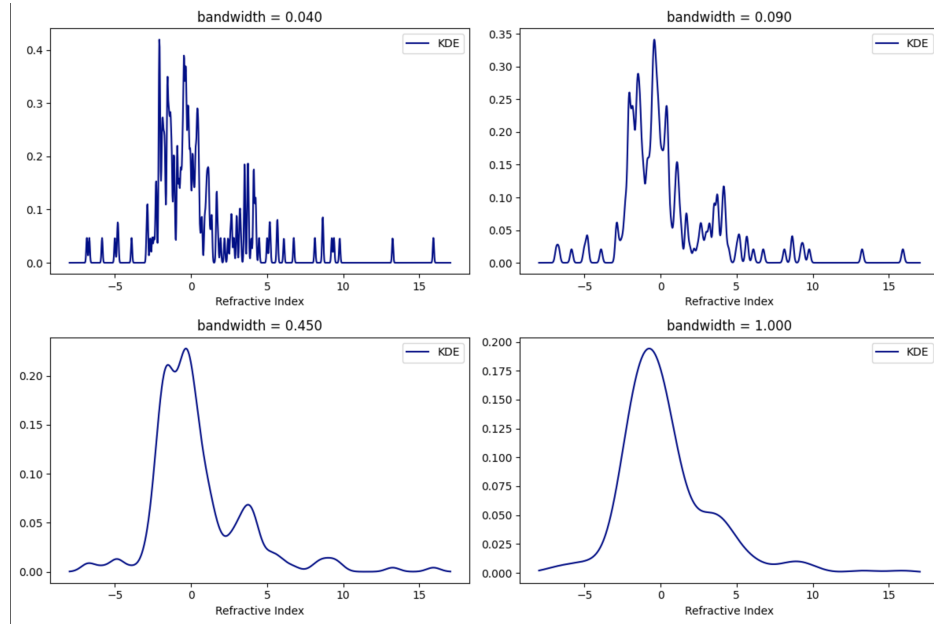 bandwidth = 0.040
KDE
0.4
0.3
0.2
0.1
0.0
−5 0 5 10 15
Refractive Index
bandwidth = 0.090
KDE
0.35
0.30
0.25
0.20
0.15
0.10
0.05
0.00
−5 0 5 10 15
Refractive Index
bandwidth = 0.450
KDE
0.20
0.15
0.10
0.05
0.00
−5 0 5 10 15
Refractive Index
bandwidth = 1.000
KDE
0.200
0.175
0.150
0.125
0.100
0.075
0.050
0.025
0.000
−5 0 5 10 15
Refractive Index